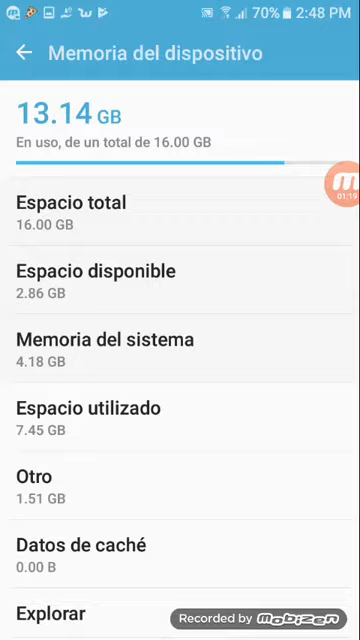 70% 2:48 PM
Memoria del dispositivo
13.14 GB
En uso, de un total de 16.00 GB
Espacio total
16.00 GB
01:19
Espacio disponible
2.86 GB
Memoria del sistema
4.18 GB
Espacio utilizado
7.45 GB
Otro
1.51 GB
Datos de caché
0.00 B
Explorar
Recorded by Mobizen